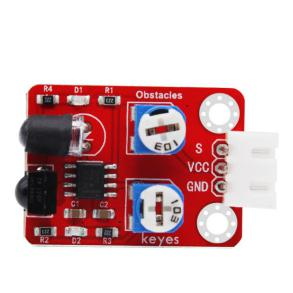 R4 D1 R1
Obstacles
103
S
VCC
GND
103
C1 C2
R2 D2 R3
keyes